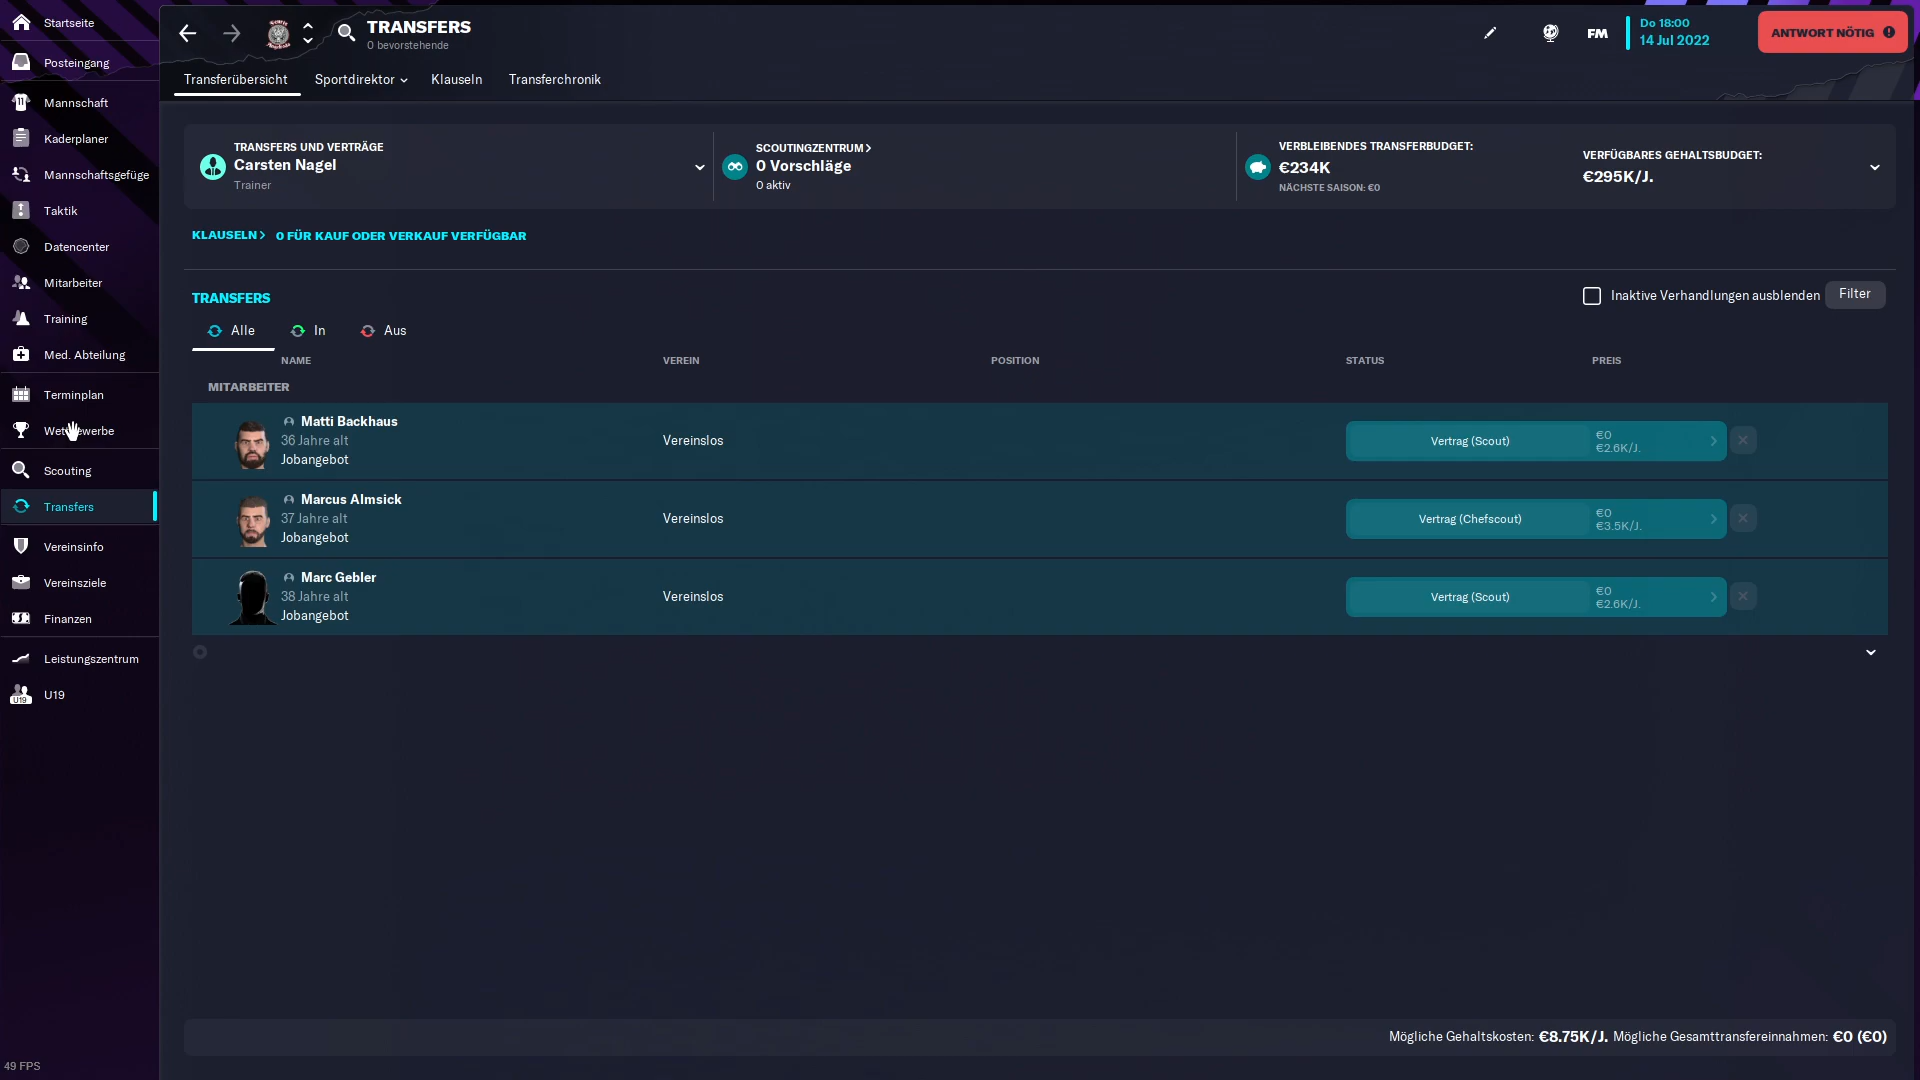 Startseite
Posteingang
Mannschaft
Kaderplaner
Mannschaftsgefüge
Taktik
Datencenter
Mitarbeiter
Training
Med. Abteilung
Terminplan
Wettbewerbe
Scouting
Transfers
Vereinsinfo
Vereinsziele
Finanzen
Leistungszentrum
U19
U19
49 FPS
TRANSFERS
0 bevorstehende
FM
Do 18:00
14 Jul 2022
ANTWORT NÖTIG
Transferübersicht Sportdirektor Klauseln Transferchronik
TRANSFERS UND VERTRÄGE
Carsten Nagel
Trainer
SCOUTINGZENTRUM >
0 Vorschläge
0 aktiv
VERBLEIBENDES TRANSFERBUDGET:
€234K
NÄCHSTE SAISON: €0
VERFÜGBARES GEHALTSBUDGET:
€295K/J.
KLAUSELN > 0 FÜR KAUF ODER VERKAUF VERFÜGBAR
TRANSFERS
Inaktive Verhandlungen ausblenden Filter
Alle In Aus
NAME VEREIN POSITION STATUS PREIS
MITARBEITER
Matti Backhaus
36 Jahre alt
Jobangebot
Vereinslos
Vertrag (Scout)
€0
€2.6K/J.
Marcus Almsick
37 Jahre alt
Jobangebot
Vereinslos
Vertrag (Chefscout)
€0
€3.5K/J.
Marc Gebler
38 Jahre alt
Jobangebot
Vereinslos
Vertrag (Scout)
€0
€2.6K/J.
Mögliche Gehaltskosten: €8.75K/J. Mögliche Gesamttransfereinnahmen: €0 (€0)